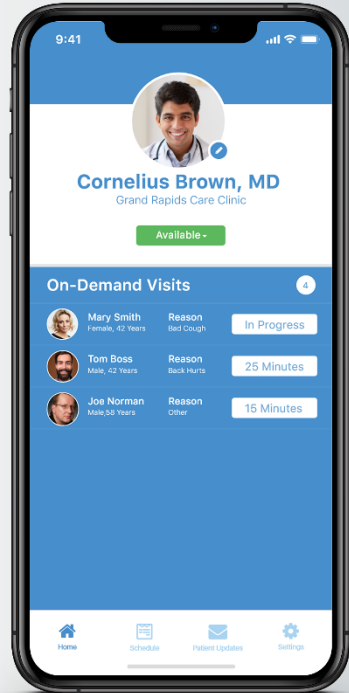 9:41
Cornelius Brown, MD
Grand Rapids Care Clinic
Available
On-Demand Visits
4
Mary Smith Reason In Progress
Female, 42 Years Bad Cough
Tom Boss Reason 25 Minutes
Male, 42 Years Back Hurts
Joe Norman Reason 15 Minutes
Male,58 Years Other
Home Schedule Patient Updates Settings